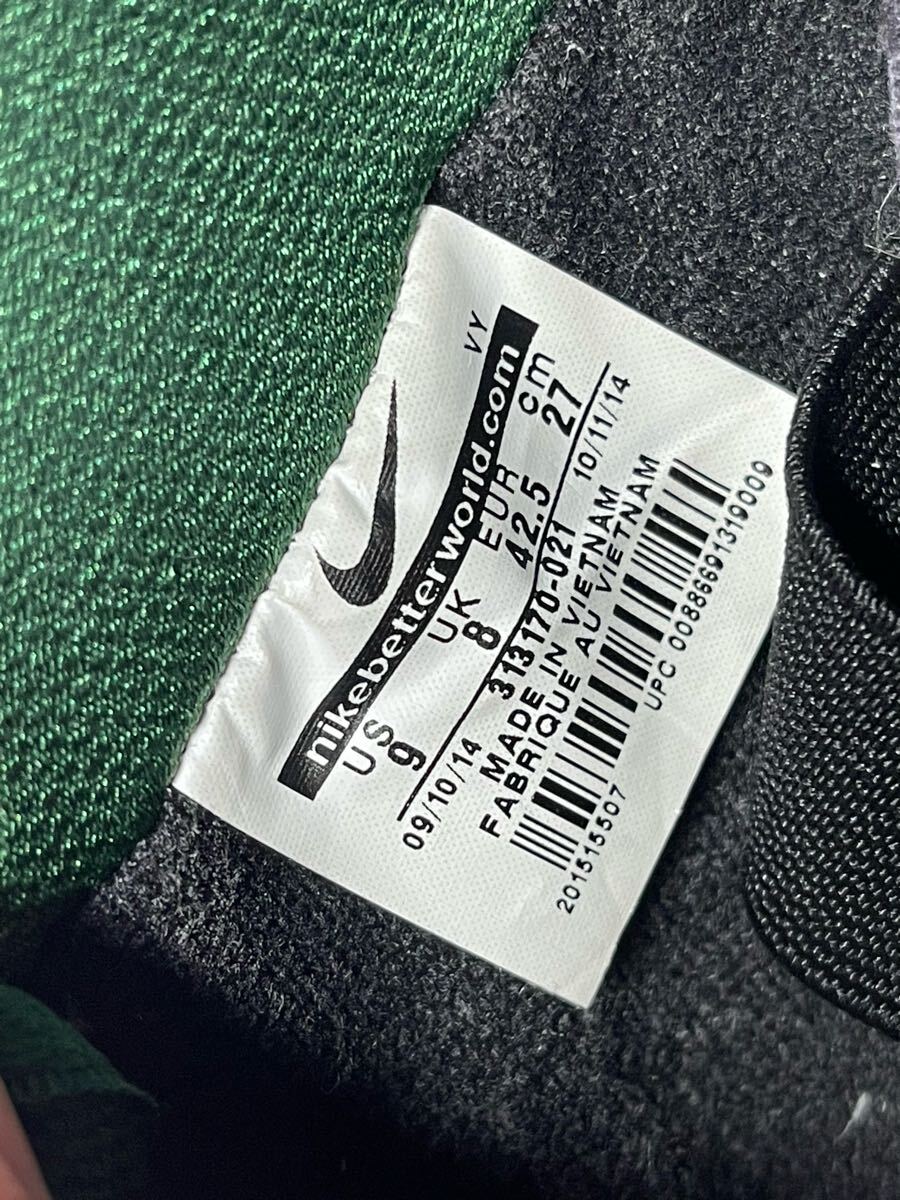 VY
nikebetterworld.com
US UK EUR cm
9 8 42.5 27
09/10/14 313170-021 10/11/14
MADE IN VIETNAM
FABRIQUE AU VIETNAM
201515507 UPC 00886691319009